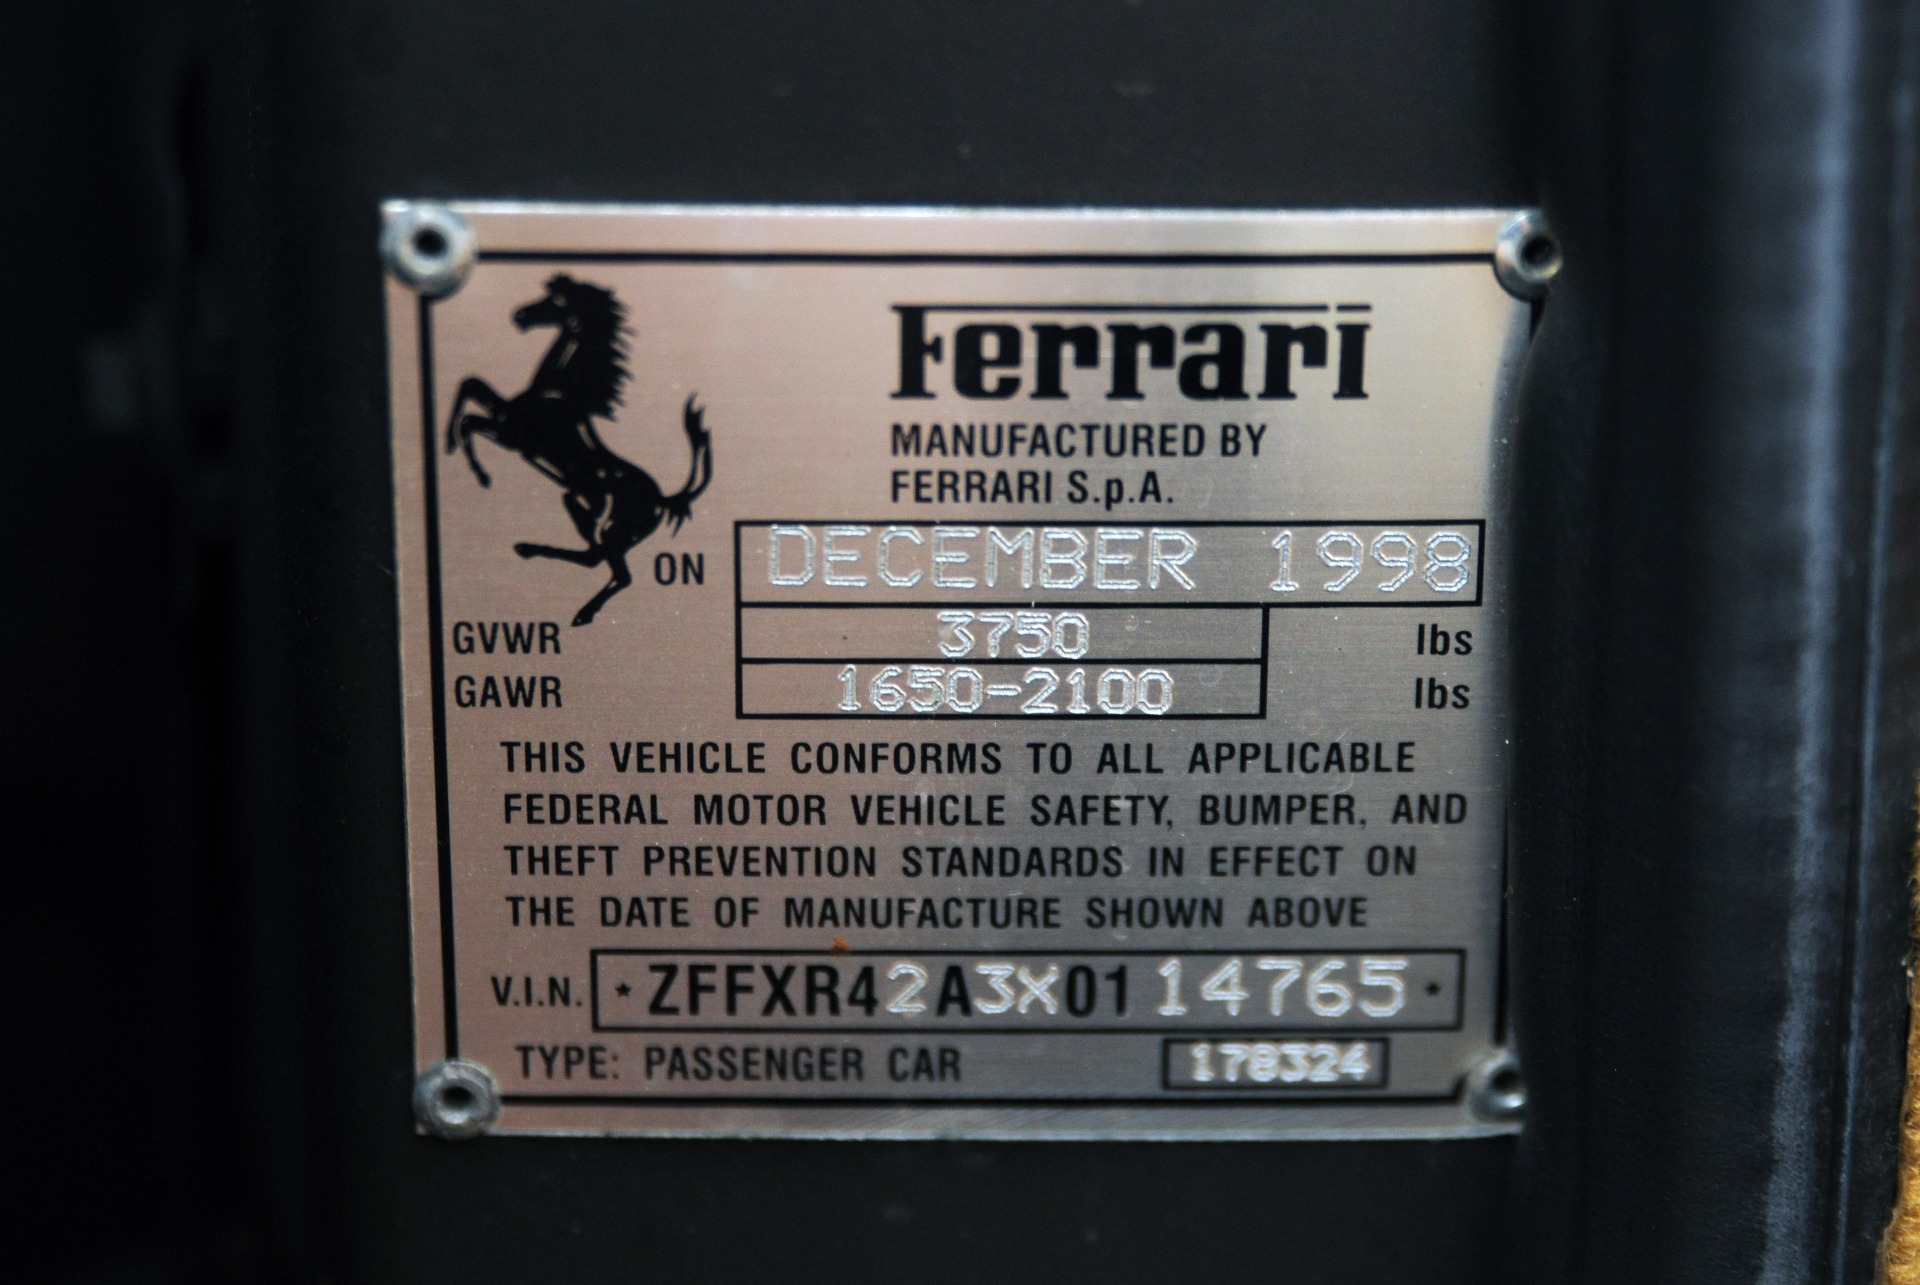 Ferrari
MANUFACTURED BY
FERRARI S.p.A.
ON DECEMBER 1998
GVWR 3750 lbs
GAWR 1650-2100 lbs
THIS VEHICLE CONFORMS TO ALL APPLICABLE
FEDERAL MOTOR VEHICLE SAFETY, BUMPER, AND
THEFT PREVENTION STANDARDS IN EFFECT ON
THE DATE OF MANUFACTURE SHOWN ABOVE
V.I.N. * ZFFXR42A3X0114765 *
TYPE: PASSENGER CAR 178324